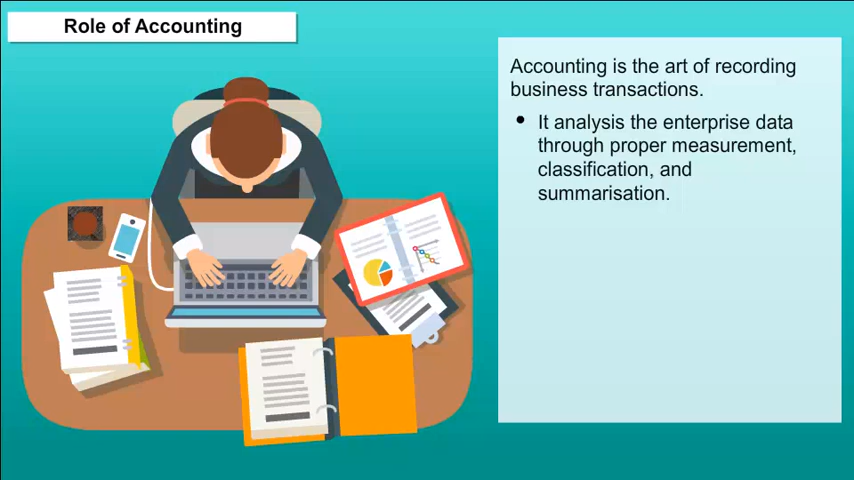 Role of Accounting
Accounting is the art of recording
business transactions.
• It analysis the enterprise data
through proper measurement,
classification, and
summarisation.